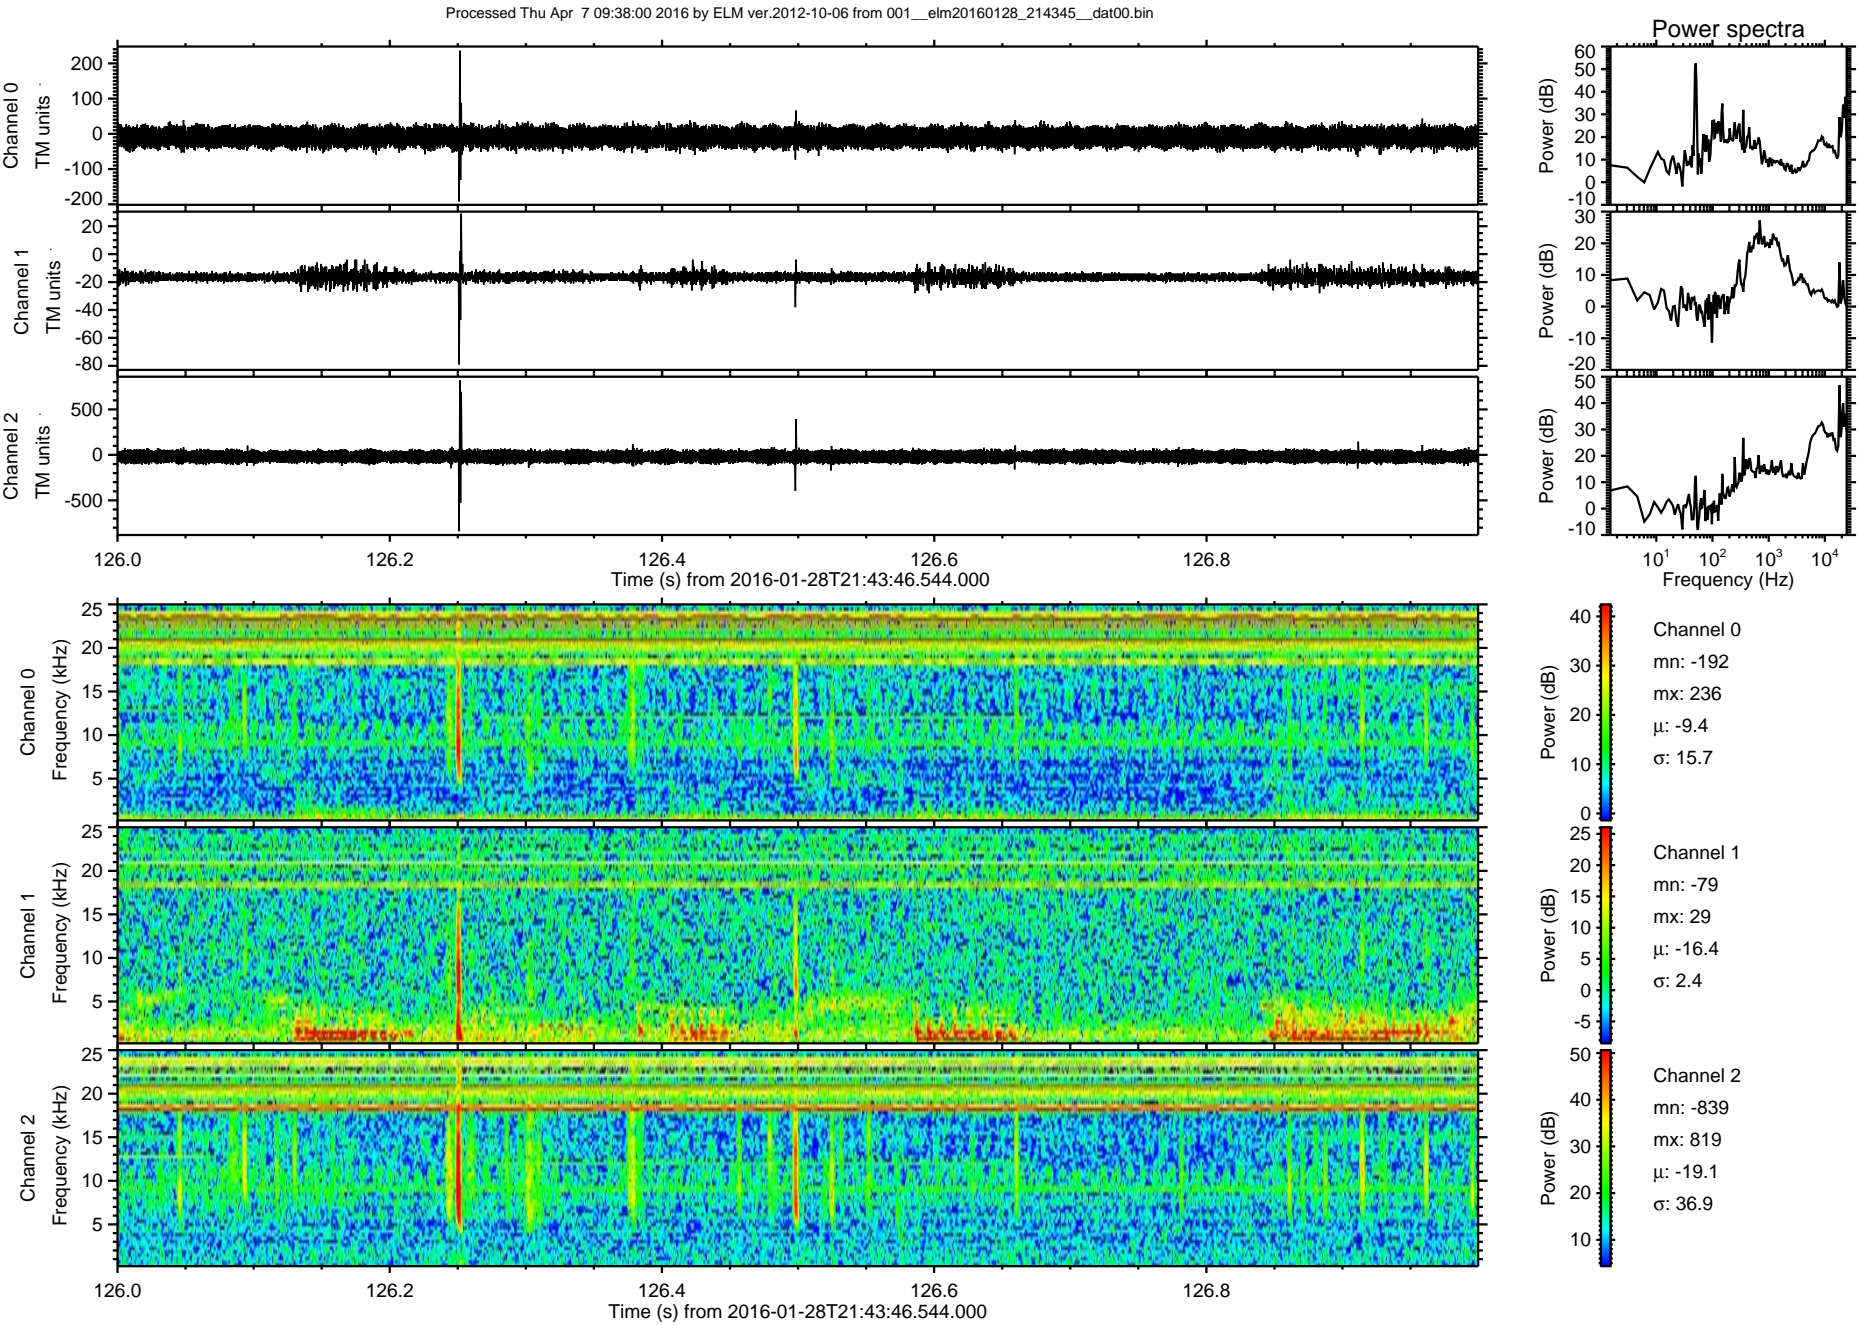 Processed Thu Apr  7 09:38:00 2016 by ELM ver.2012-10-06 from 001__elm20160128_214345__dat00.bin
Power spectra
Channel 0
TM units
200
100
0
-100
-200
Power (dB)
60
50
40
30
20
10
0
-10
Channel 1
TM units
20
0
-20
-40
-60
-80
Power (dB)
30
20
10
0
-10
-20
Channel 2
TM units
500
0
-500
Power (dB)
50
40
30
20
10
0
-10
126.0 126.2 126.4 126.6 126.8
Time (s) from 2016-01-28T21:43:46.544.000
10^1 10^2 10^3 10^4
Frequency (Hz)
Channel 0
Frequency (kHz)
25
20
15
10
5
Power (dB)
40
30
20
10
0
Channel 0
mn: -192
mx: 236
μ: -9.4
σ: 15.7
Channel 1
Frequency (kHz)
25
20
15
10
5
Power (dB)
25
20
15
10
5
0
-5
Channel 1
mn: -79
mx: 29
μ: -16.4
σ: 2.4
Channel 2
Frequency (kHz)
25
20
15
10
5
Power (dB)
50
40
30
20
10
Channel 2
mn: -839
mx: 819
μ: -19.1
σ: 36.9
126.0 126.2 126.4 126.6 126.8
Time (s) from 2016-01-28T21:43:46.544.000